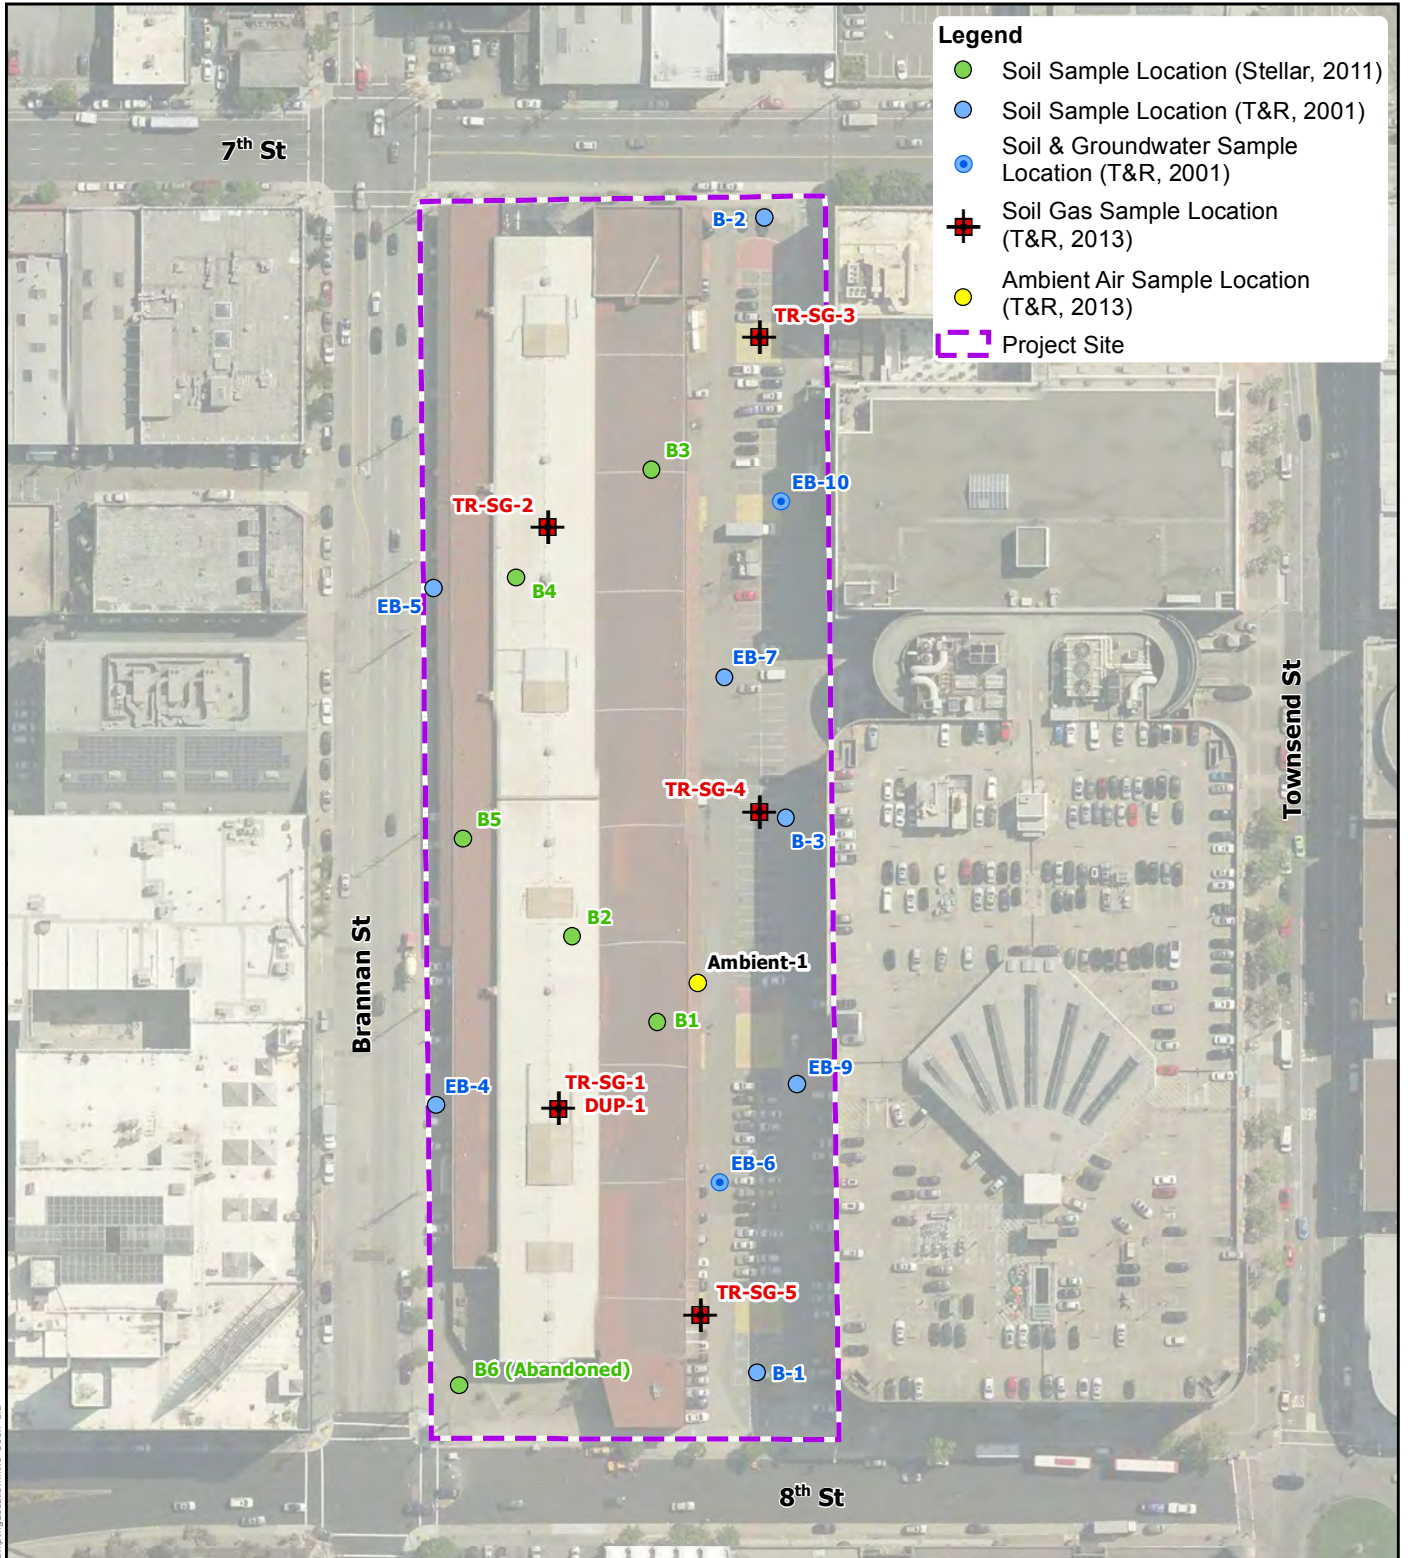 Legend
Soil Sample Location (Stellar, 2011)
Soil Sample Location (T&R, 2001)
Soil & Groundwater Sample
Location (T&R, 2001)
Soil Gas Sample Location
(T&R, 2013)
Ambient Air Sample Location
(T&R, 2013)
Project Site
7th St
B-2
TR-SG-3
B3
EB-10
TR-SG-2
B4
EB-5
EB-7
Townsend St
TR-SG-4
B5
B-3
B2
Brannan St
Ambient-1
B1
EB-9
TR-SG-1
DUP-1
EB-4
EB-6
TR-SG-5
B6 (Abandoned)
B-1
8th St